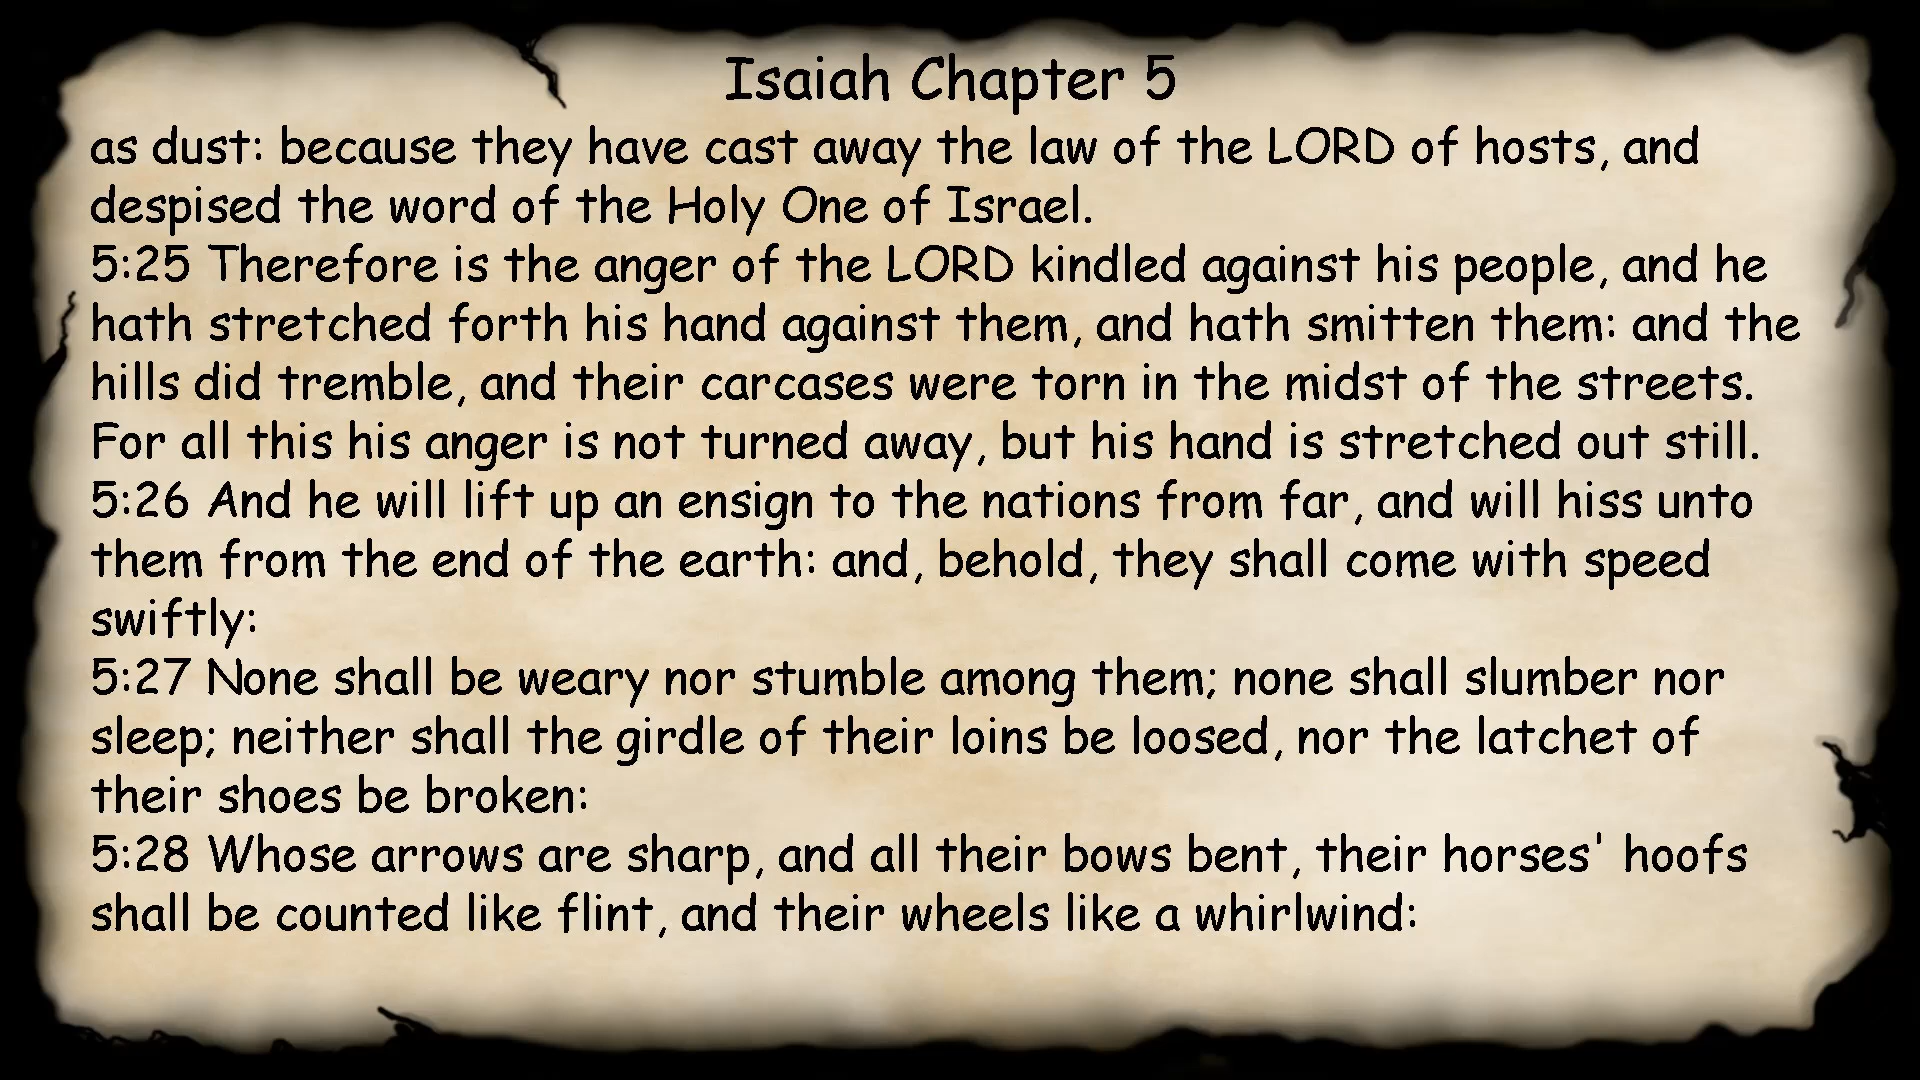 Isaiah Chapter 5
as dust: because they have cast away the law of the LORD of hosts, and
despised the word of the Holy One of Israel.
5:25 Therefore is the anger of the LORD kindled against his people, and he
hath stretched forth his hand against them, and hath smitten them: and the
hills did tremble, and their carcases were torn in the midst of the streets.
For all this his anger is not turned away, but his hand is stretched out still.
5:26 And he will lift up an ensign to the nations from far, and will hiss unto
them from the end of the earth: and, behold, they shall come with speed
swiftly:
5:27 None shall be weary nor stumble among them; none shall slumber nor
sleep; neither shall the girdle of their loins be loosed, nor the latchet of
their shoes be broken:
5:28 Whose arrows are sharp, and all their bows bent, their horses' hoofs
shall be counted like flint, and their wheels like a whirlwind: